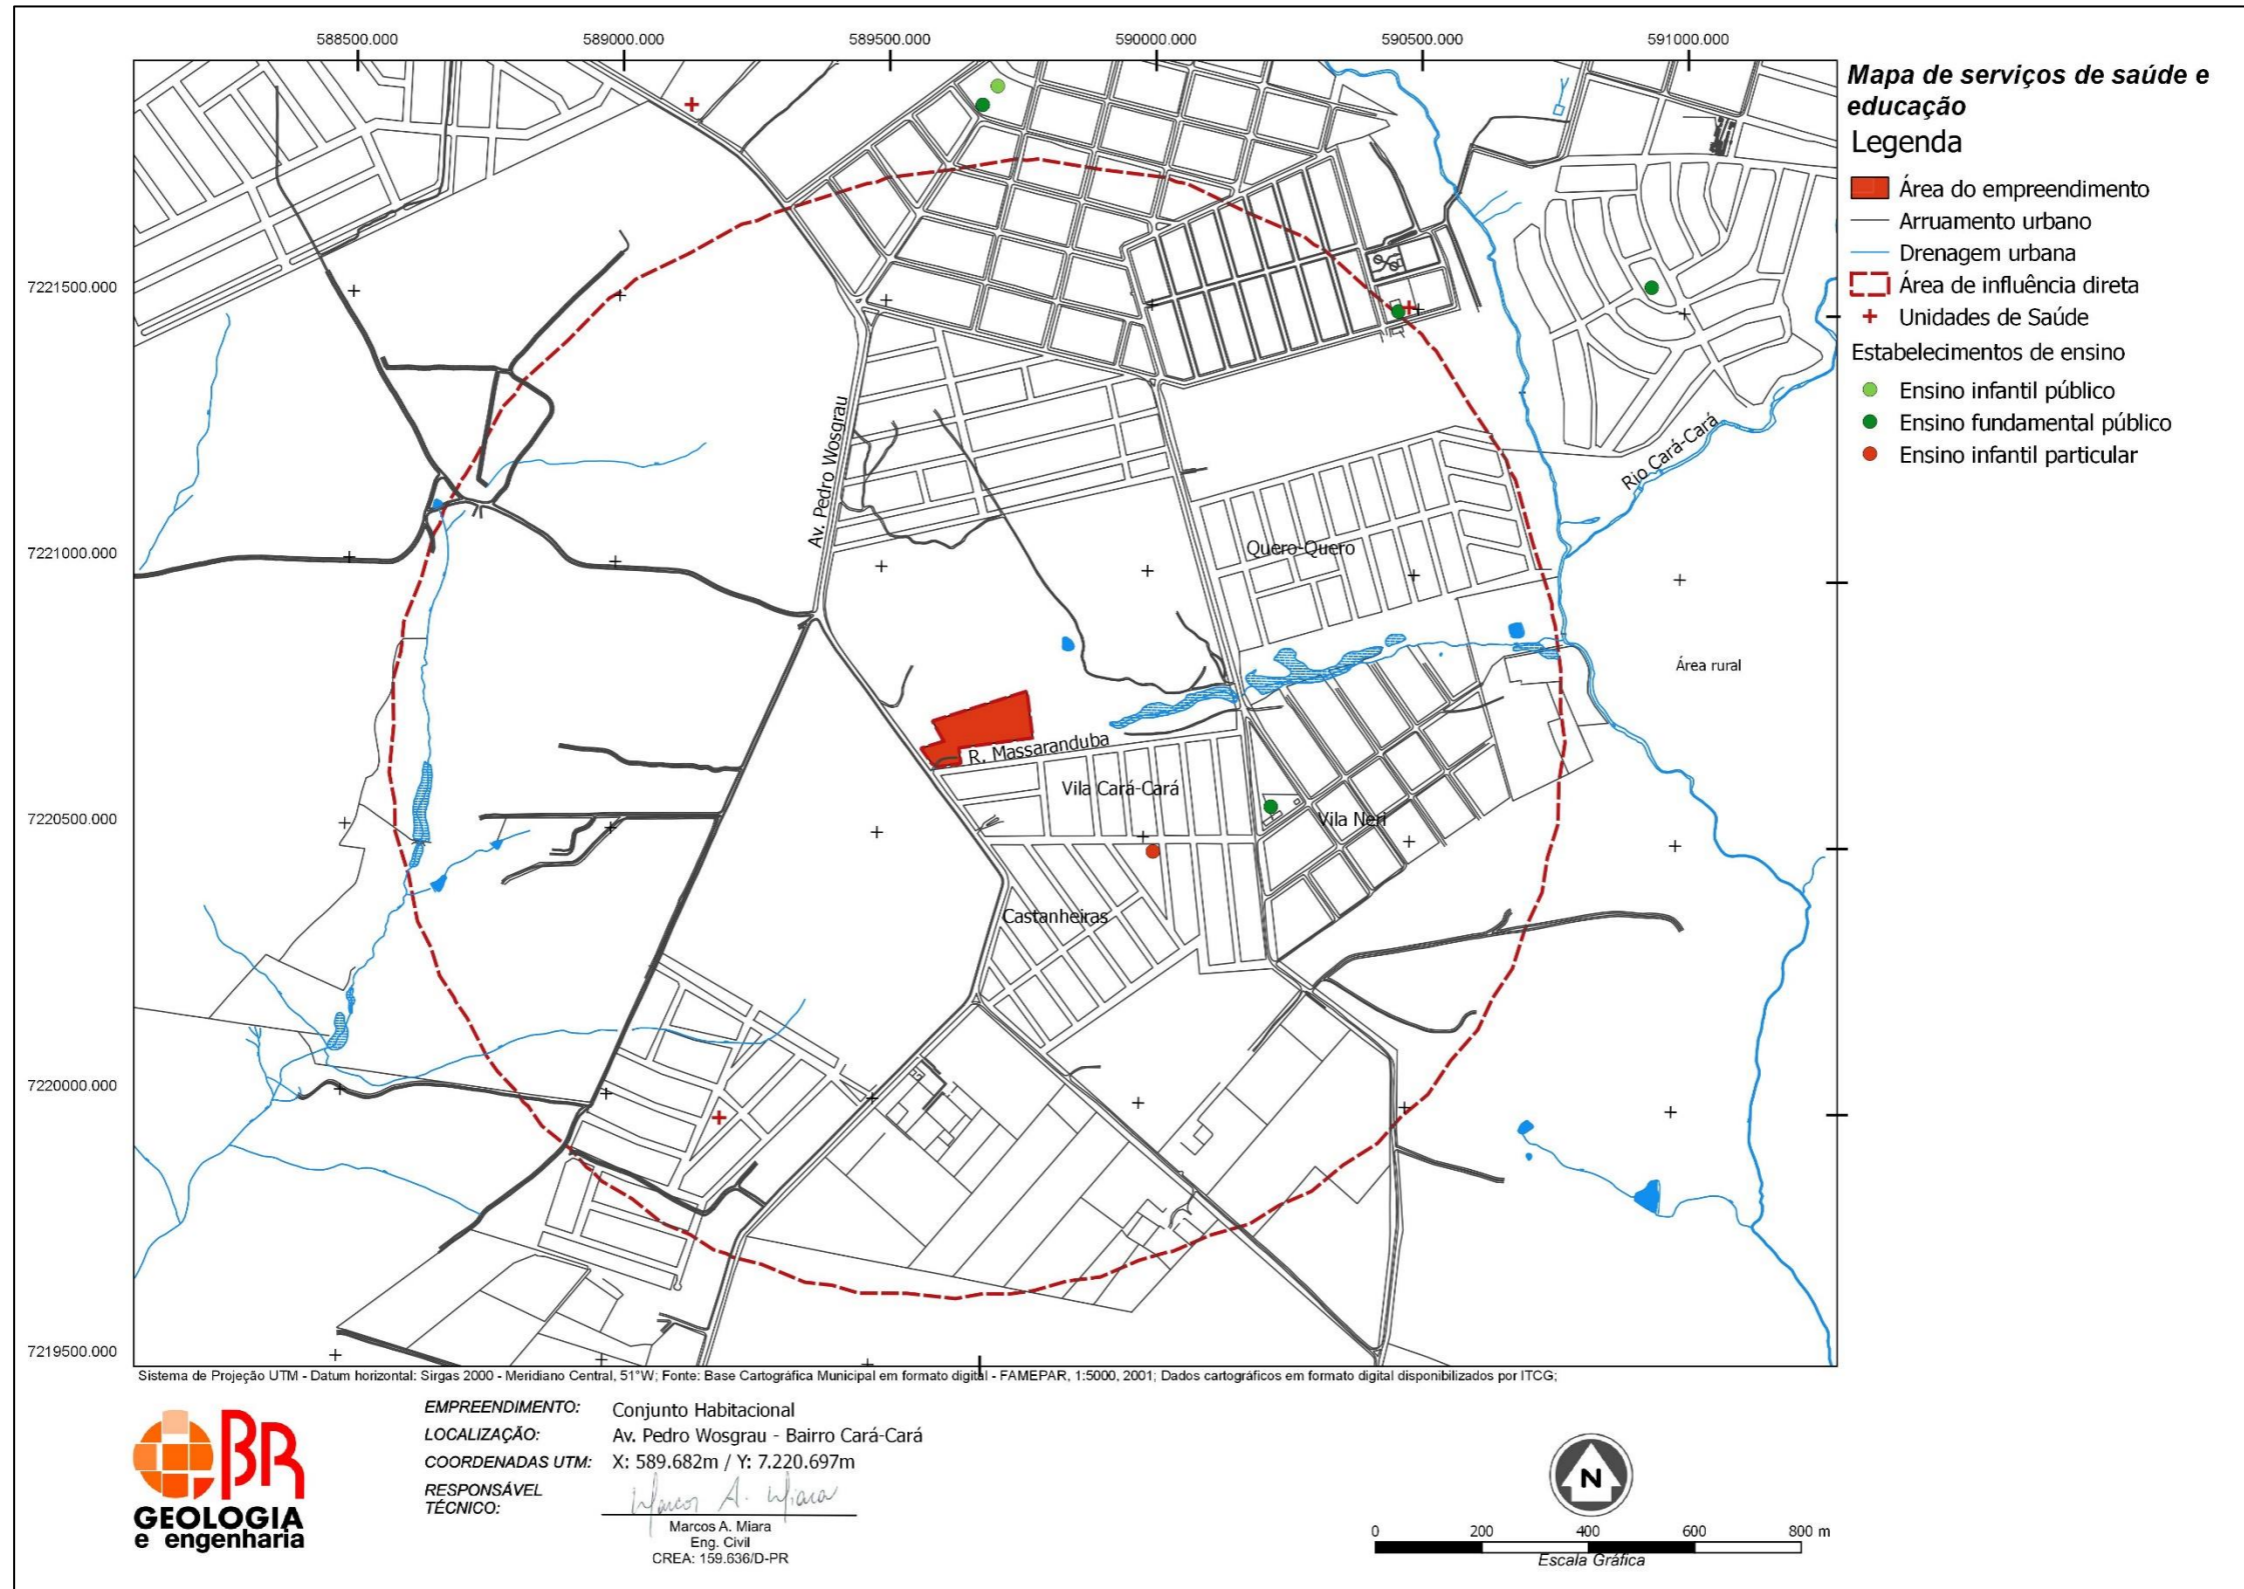 588500.000 589000.000 589500.000 590000.000 590500.000 591000.000
7221500.000
7221000.000
7220500.000
7220000.000
7219500.000
Av. Pedro Wosgrau
Quero-Quero
Rio Cará-Cará
Área rural
R. Massaranduba
Vila Cará-Cará
Vila Neri
Castanheiras
Mapa de serviços de saúde e
educação
Legenda
Área do empreendimento
Arruamento urbano
Drenagem urbana
Área de influência direta
Unidades de Saúde
Estabelecimentos de ensino
Ensino infantil público
Ensino fundamental público
Ensino infantil particular
Sistema de Projeção UTM - Datum horizontal: Sirgas 2000 - Meridiano Central, 51°W; Fonte: Base Cartográfica Municipal em formato digital - FAMEPAR, 1:5000, 2001; Dados cartográficos em formato digital disponibilizados por ITCG;
BR
GEOLOGIA
e engenharia
EMPREENDIMENTO: Conjunto Habitacional
LOCALIZAÇÃO: Av. Pedro Wosgrau - Bairro Cará-Cará
COORDENADAS UTM: X: 589.682m / Y: 7.220.697m
RESPONSÁVEL
TÉCNICO:
Marcos A. Miara
Marcos A. Miara
Eng. Civil
CREA: 159.636/D-PR
N
0 200 400 600 800 m
Escala Gráfica